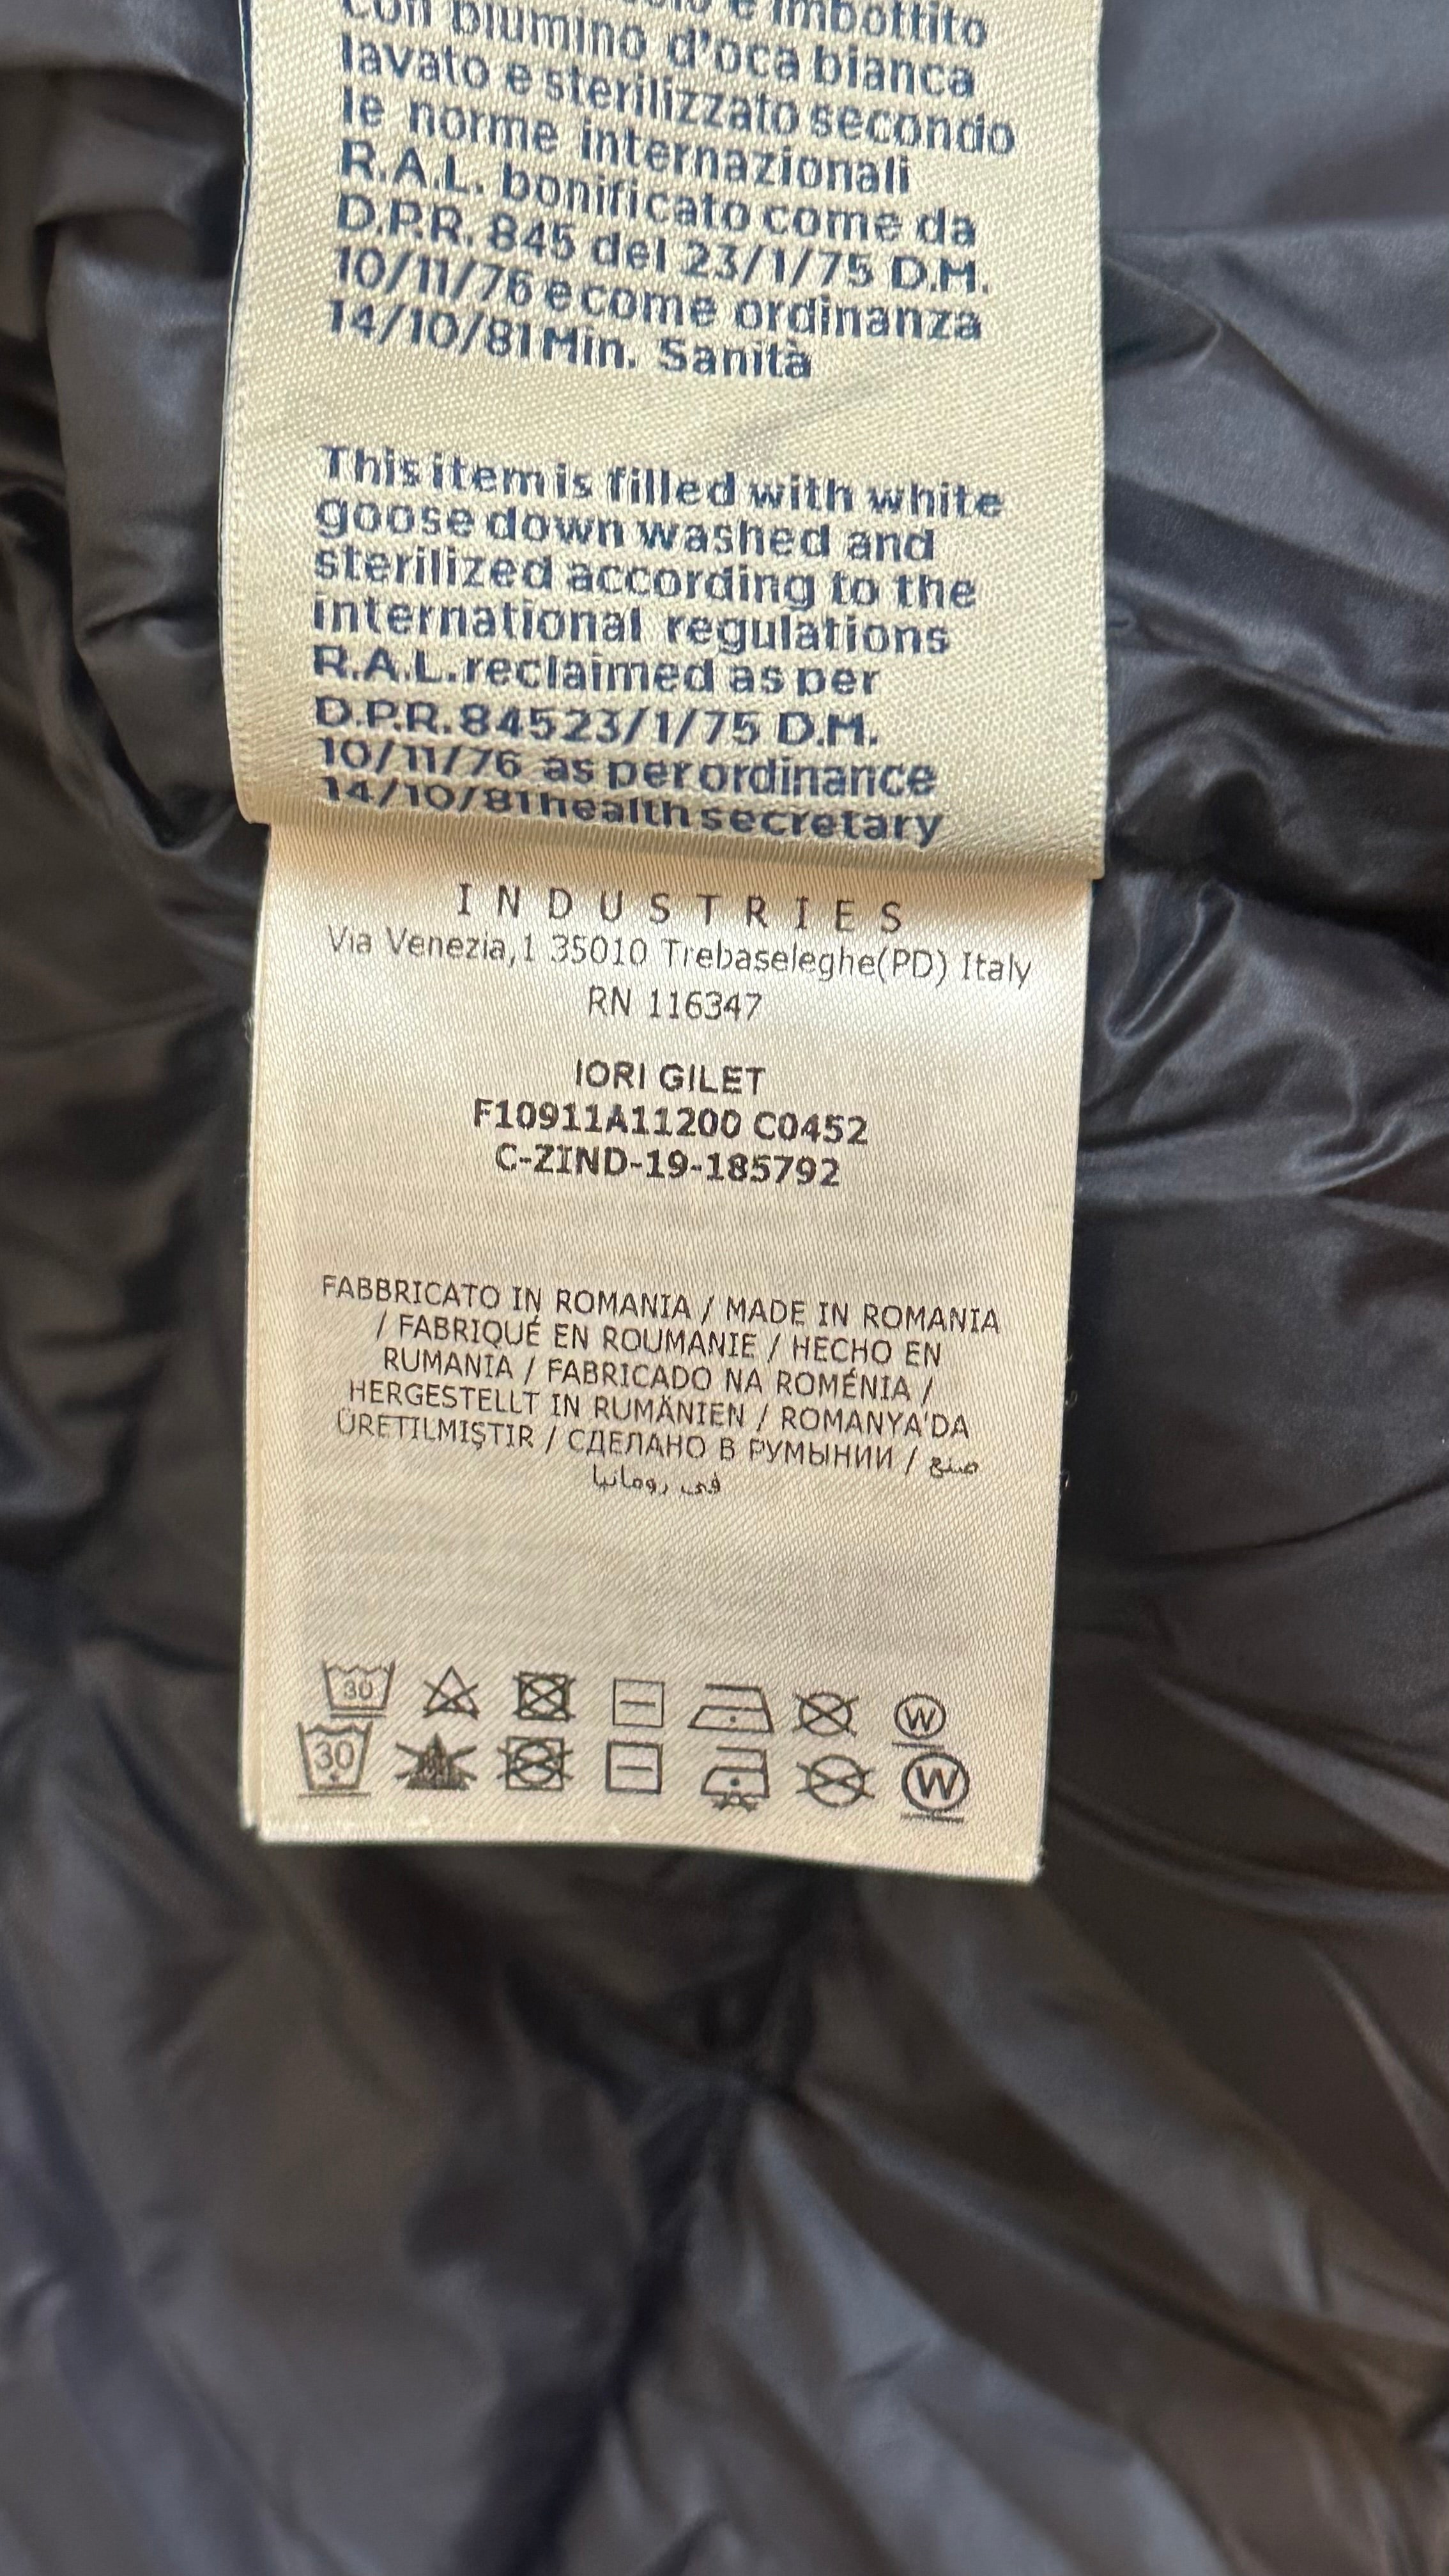 e imbottito
con piumino d'oca bianca
lavato e sterilizzato secondo
le norme internazionali
R.A.L. bonificato come da
D.P.R. 845 del 23/1/75 D.M.
10/11/76 e come ordinanza
14/10/81 Min. Sanità
This item is filled with white
goose down washed and
sterilized according to the
international regulations
R.A.L. reclaimed as per
D.P.R. 845 23/1/75 D.M.
10/11/76 as per ordinance
14/10/81 health secretary
INDUSTRIES
Via Venezia,1 35010 Trebaseleghe(PD) Italy
RN 116347
IORI GILET
F10911A11200 C0452
C-ZIND-19-185792
FABBRICATO IN ROMANIA / MADE IN ROMANIA
/ FABRIQUÉ EN ROUMANIE / HECHO EN
RUMANIA / FABRICADO NA ROMÉNIA /
HERGESTELLT IN RUMÄNIEN / ROMANYA'DA
ÜRETILMIŞTIR / СДЕЛАНО В РУМЫНИИ / صنع
في رومانيا
30 W
30 W